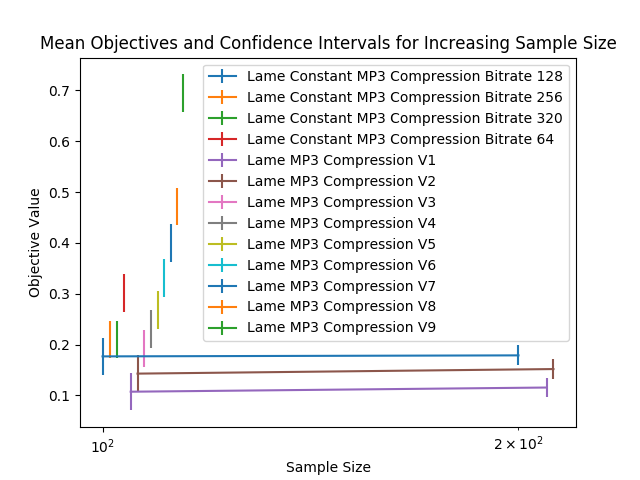 Mean Objectives and Confidence Intervals for Increasing Sample Size
Lame Constant MP3 Compression Bitrate 128
Lame Constant MP3 Compression Bitrate 256
Lame Constant MP3 Compression Bitrate 320
Lame Constant MP3 Compression Bitrate 64
Lame MP3 Compression V1
Lame MP3 Compression V2
Lame MP3 Compression V3
Lame MP3 Compression V4
Lame MP3 Compression V5
Lame MP3 Compression V6
Lame MP3 Compression V7
Lame MP3 Compression V8
Lame MP3 Compression V9
Objective Value
0.7
0.6
0.5
0.4
0.3
0.2
0.1
10²
2 × 10²
Sample Size